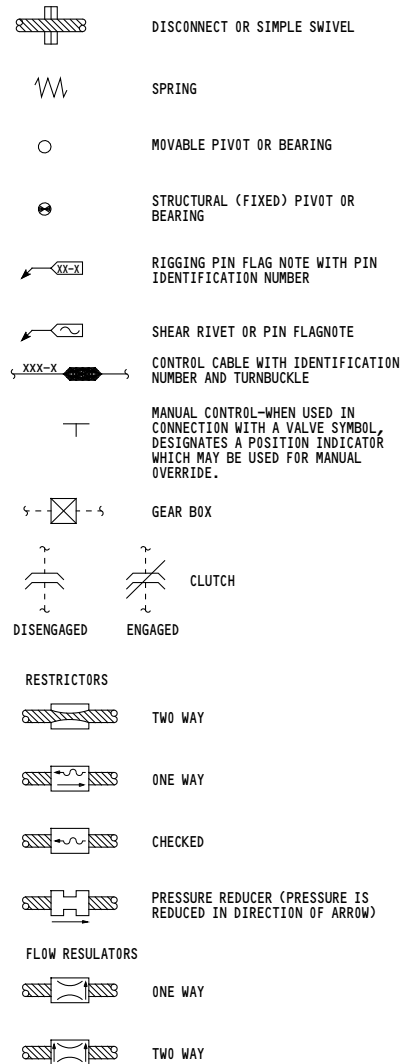 DISCONNECT OR SIMPLE SWIVEL
SPRING
MOVABLE PIVOT OR BEARING
STRUCTURAL (FIXED) PIVOT OR
BEARING
XX-X
RIGGING PIN FLAG NOTE WITH PIN
IDENTIFICATION NUMBER
SHEAR RIVET OR PIN FLAGNOTE
XXX-X
CONTROL CABLE WITH IDENTIFICATION
NUMBER AND TURNBUCKLE
MANUAL CONTROL-WHEN USED IN
CONNECTION WITH A VALVE SYMBOL,
DESIGNATES A POSITION INDICATOR
WHICH MAY BE USED FOR MANUAL
OVERRIDE.
GEAR BOX
CLUTCH
DISENGAGED ENGAGED
RESTRICTORS
TWO WAY
ONE WAY
CHECKED
PRESSURE REDUCER (PRESSURE IS
REDUCED IN DIRECTION OF ARROW)
FLOW RESULATORS
ONE WAY
TWO WAY